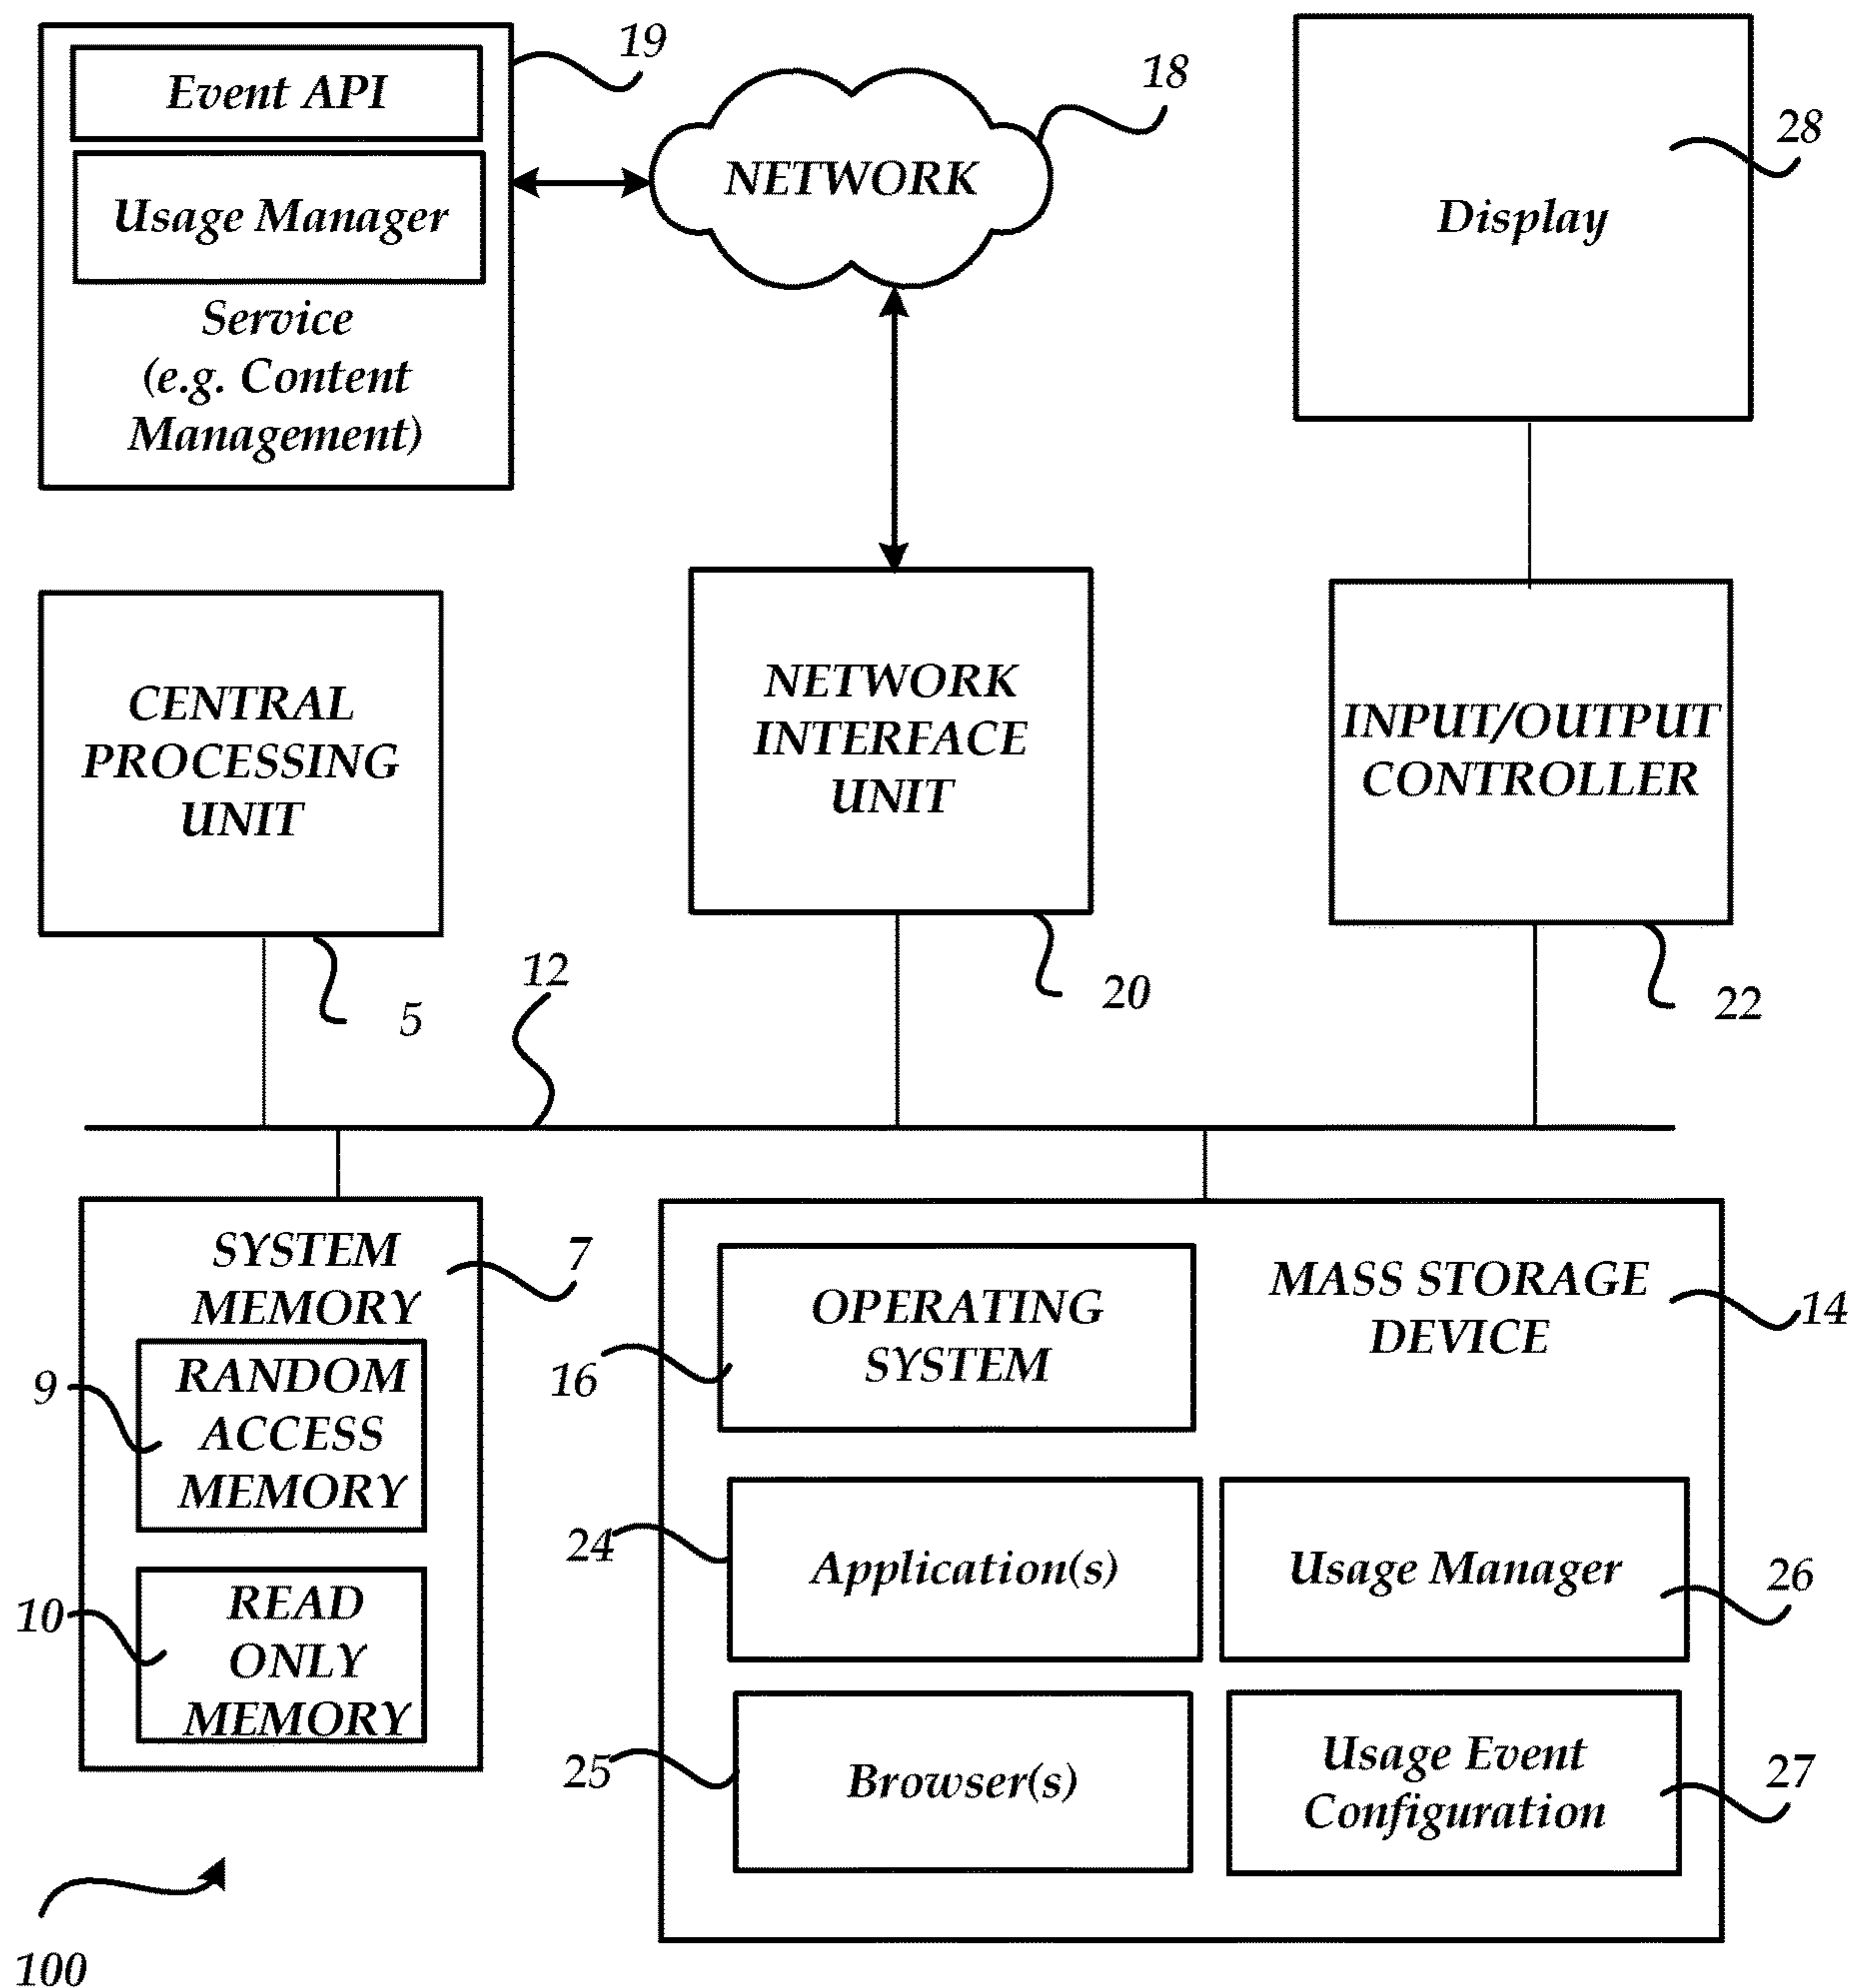 19
Event API
Usage Manager
Service
(e.g. Content
Management)
18
NETWORK
28
Display
CENTRAL
PROCESSING
UNIT
5
NETWORK
INTERFACE
UNIT
20
INPUT/OUTPUT
CONTROLLER
22
12
SYSTEM
MEMORY
7
9
RANDOM
ACCESS
MEMORY
10
READ
ONLY
MEMORY
MASS STORAGE
DEVICE
14
OPERATING
SYSTEM
16
24
Application(s)
Usage Manager
26
25
Browser(s)
Usage Event
Configuration
27
100